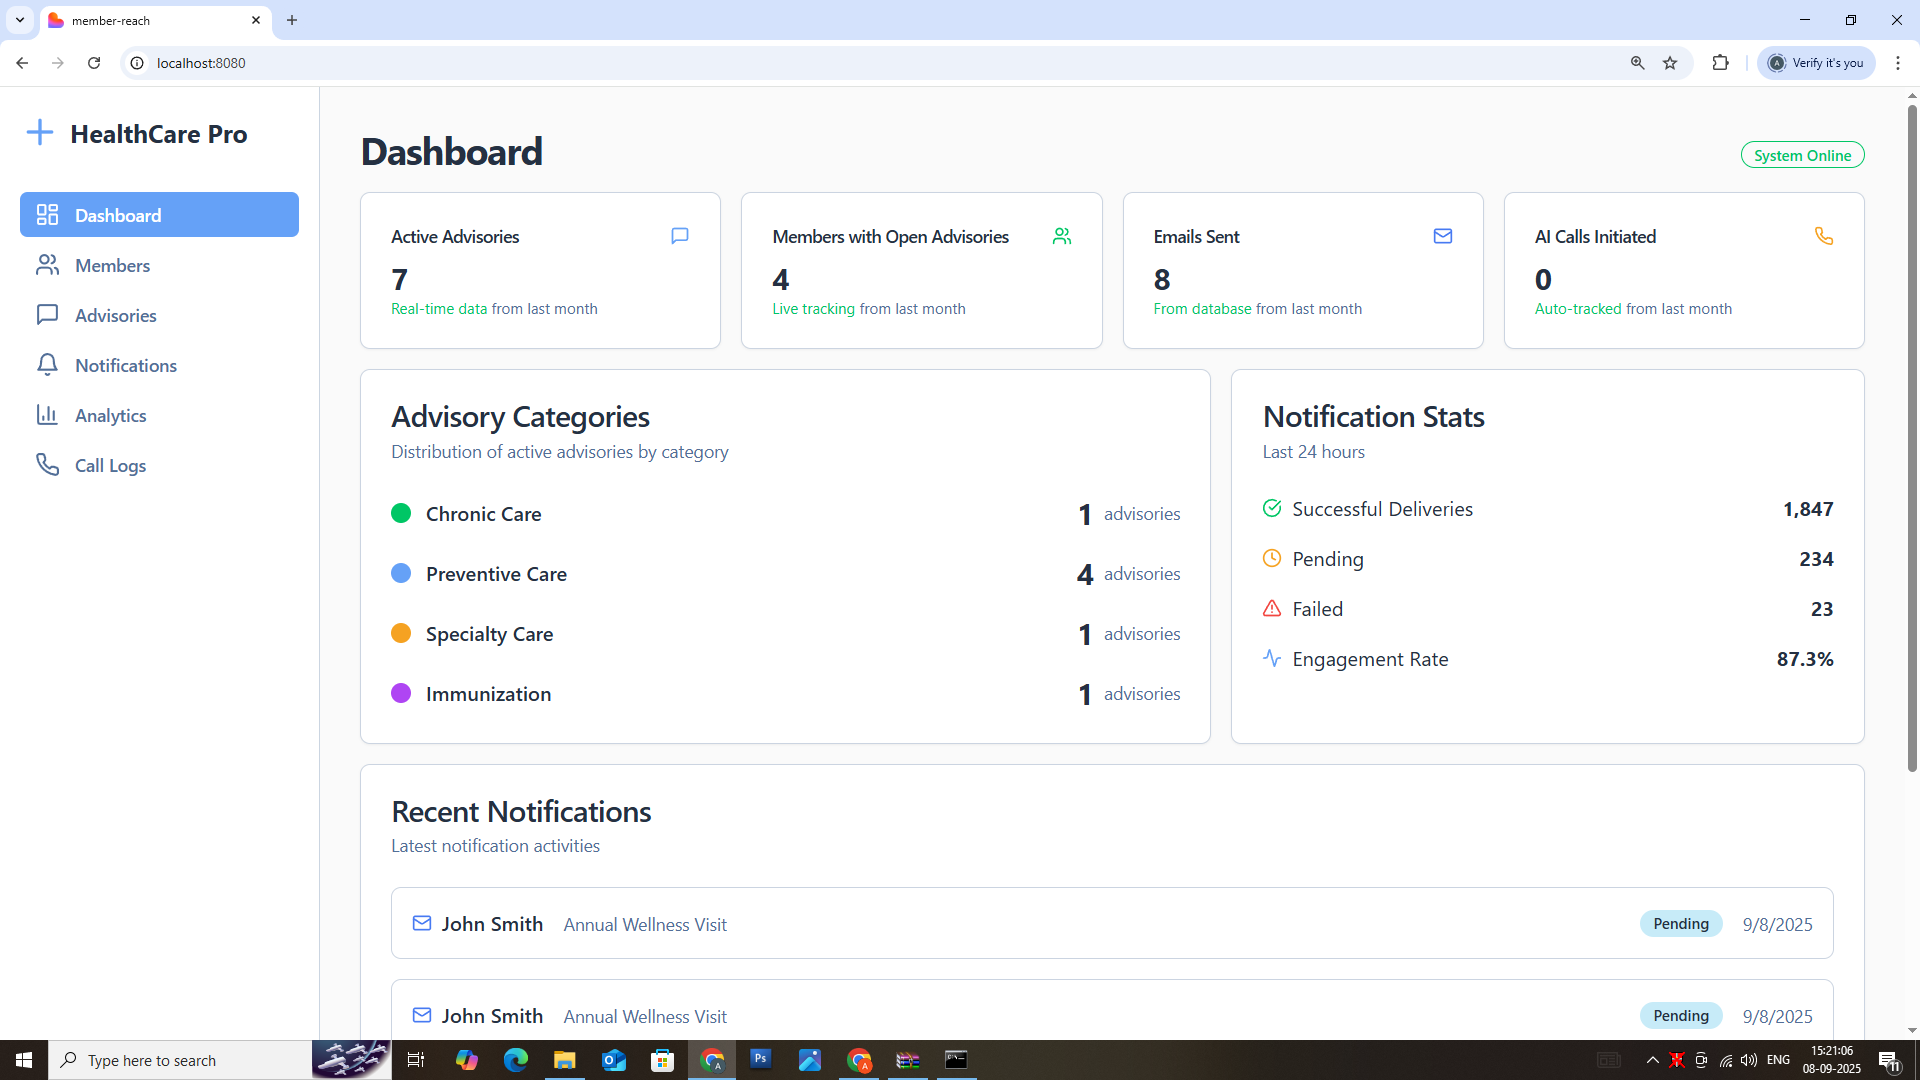 member-reach
localhost:8080
Verify it's you
HealthCare Pro
Dashboard
Members
Advisories
Notifications
Analytics
Call Logs
Dashboard
System Online
Active Advisories
7
Real-time data from last month
Members with Open Advisories
4
Live tracking from last month
Emails Sent
8
From database from last month
AI Calls Initiated
0
Auto-tracked from last month
Advisory Categories
Distribution of active advisories by category
Chronic Care 1 advisories
Preventive Care 4 advisories
Specialty Care 1 advisories
Immunization 1 advisories
Notification Stats
Last 24 hours
Successful Deliveries 1,847
Pending 234
Failed 23
Engagement Rate 87.3%
Recent Notifications
Latest notification activities
John Smith Annual Wellness Visit Pending 9/8/2025
John Smith Annual Wellness Visit Pending 9/8/2025
Type here to search
Ps
ENG
15:21:06
08-09-2025
11